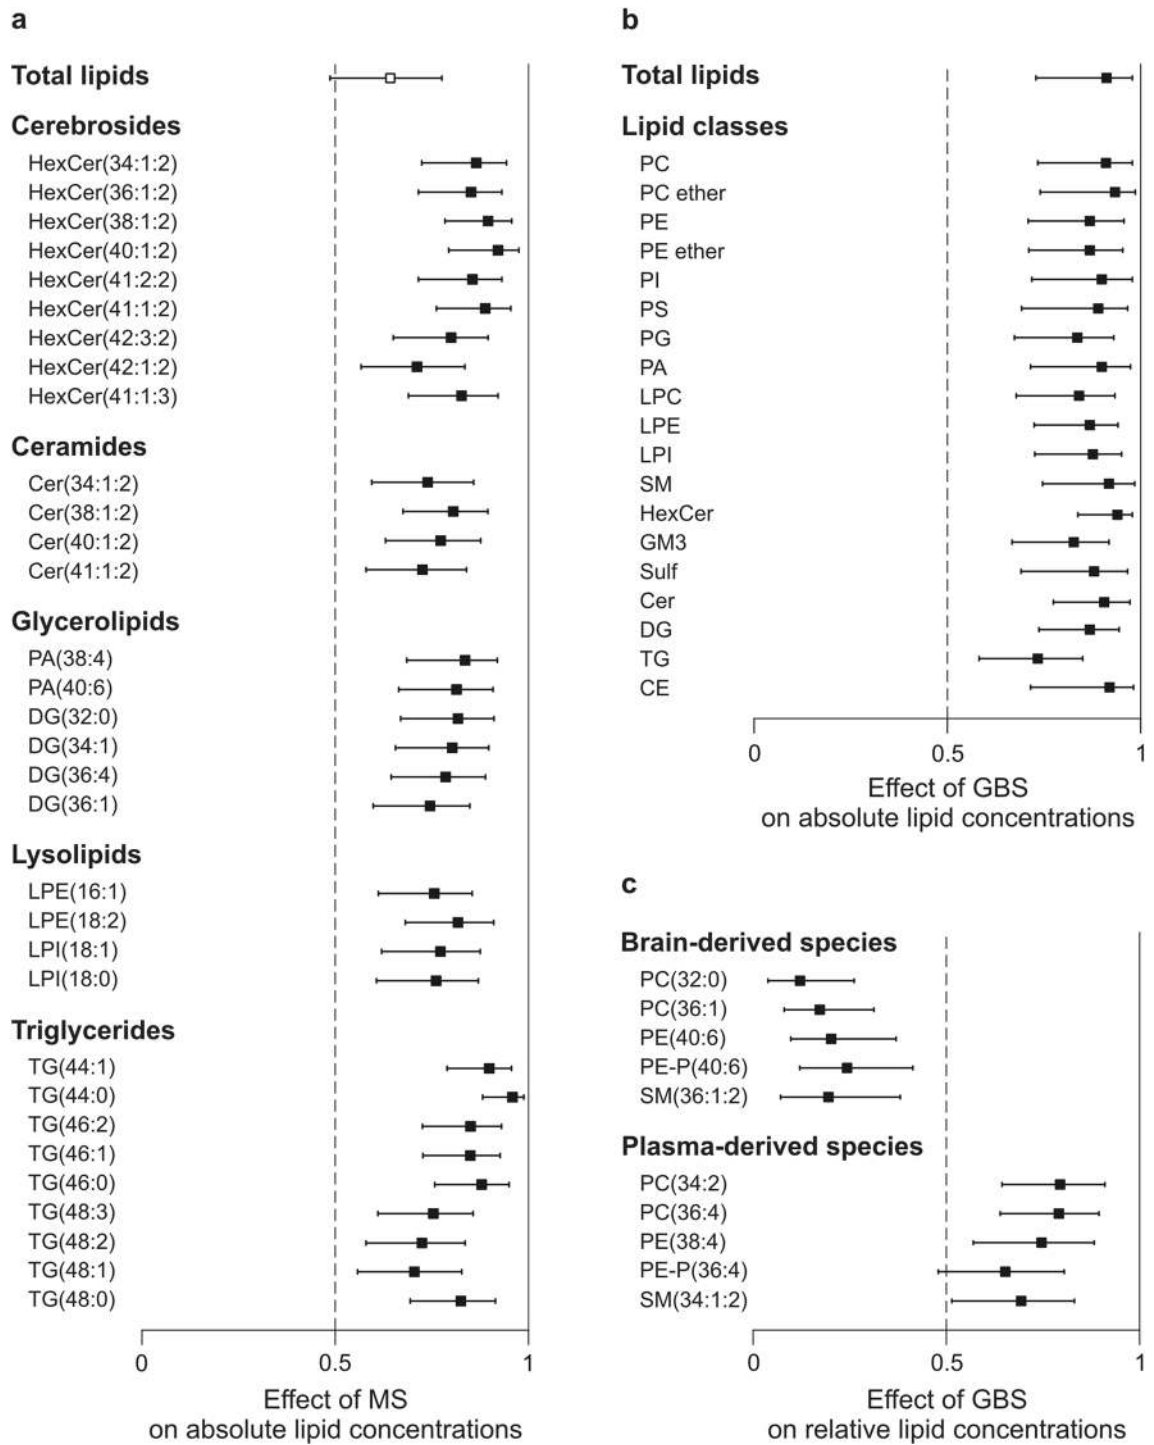 a
Total lipids
Cerebrosides
HexCer(34:1:2)
HexCer(36:1:2)
HexCer(38:1:2)
HexCer(40:1:2)
HexCer(41:2:2)
HexCer(41:1:2)
HexCer(42:3:2)
HexCer(42:1:2)
HexCer(41:1:3)
Ceramides
Cer(34:1:2)
Cer(38:1:2)
Cer(40:1:2)
Cer(41:1:2)
Glycerolipids
PA(38:4)
PA(40:6)
DG(32:0)
DG(34:1)
DG(36:4)
DG(36:1)
Lysolipids
LPE(16:1)
LPE(18:2)
LPI(18:1)
LPI(18:0)
Triglycerides
TG(44:1)
TG(44:0)
TG(46:2)
TG(46:1)
TG(46:0)
TG(48:3)
TG(48:2)
TG(48:1)
TG(48:0)
0 0.5 1
Effect of MS
on absolute lipid concentrations
b
Total lipids
Lipid classes
PC
PC ether
PE
PE ether
PI
PS
PG
PA
LPC
LPE
LPI
SM
HexCer
GM3
Sulf
Cer
DG
TG
CE
0 0.5 1
Effect of GBS
on absolute lipid concentrations
c
Brain-derived species
PC(32:0)
PC(36:1)
PE(40:6)
PE-P(40:6)
SM(36:1:2)
Plasma-derived species
PC(34:2)
PC(36:4)
PE(38:4)
PE-P(36:4)
SM(34:1:2)
0 0.5 1
Effect of GBS
on relative lipid concentrations